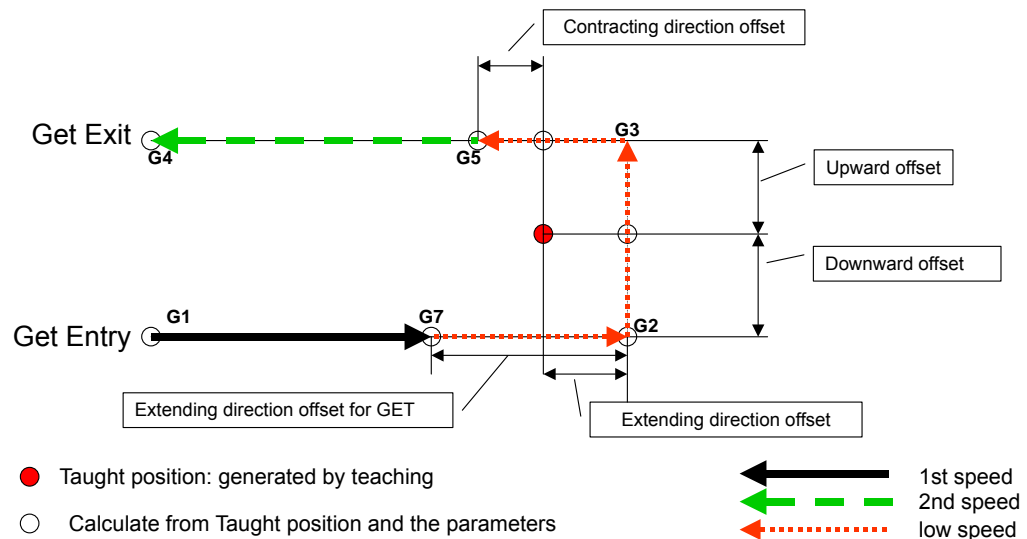 Contracting direction offset
Get Exit
G3
G4
G5
Upward offset
Downward offset
G1
G7
G2
Get Entry
Extending direction offset for GET
Extending direction offset
Taught position: generated by teaching
1st speed
2nd speed
Calculate from Taught position and the parameters
low speed